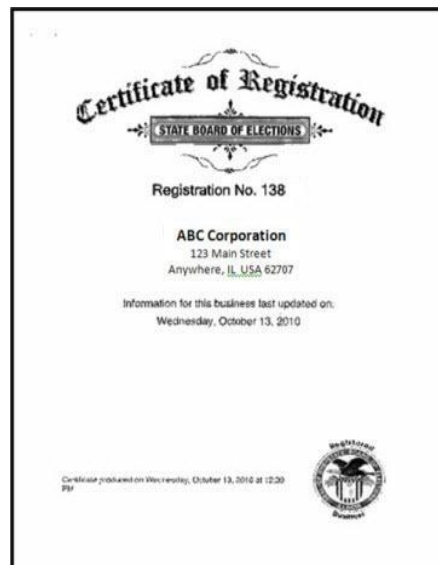 Certificate of Registration
STATE BOARD OF ELECTIONS
Registration No. 138
ABC Corporation
123 Main Street
Anywhere, IL USA 62707
Information for this business last updated on:
Wednesday, October 13, 2010
Certificate produced on Wednesday, October 13, 2010 at 12:20
PM
Registered
Business